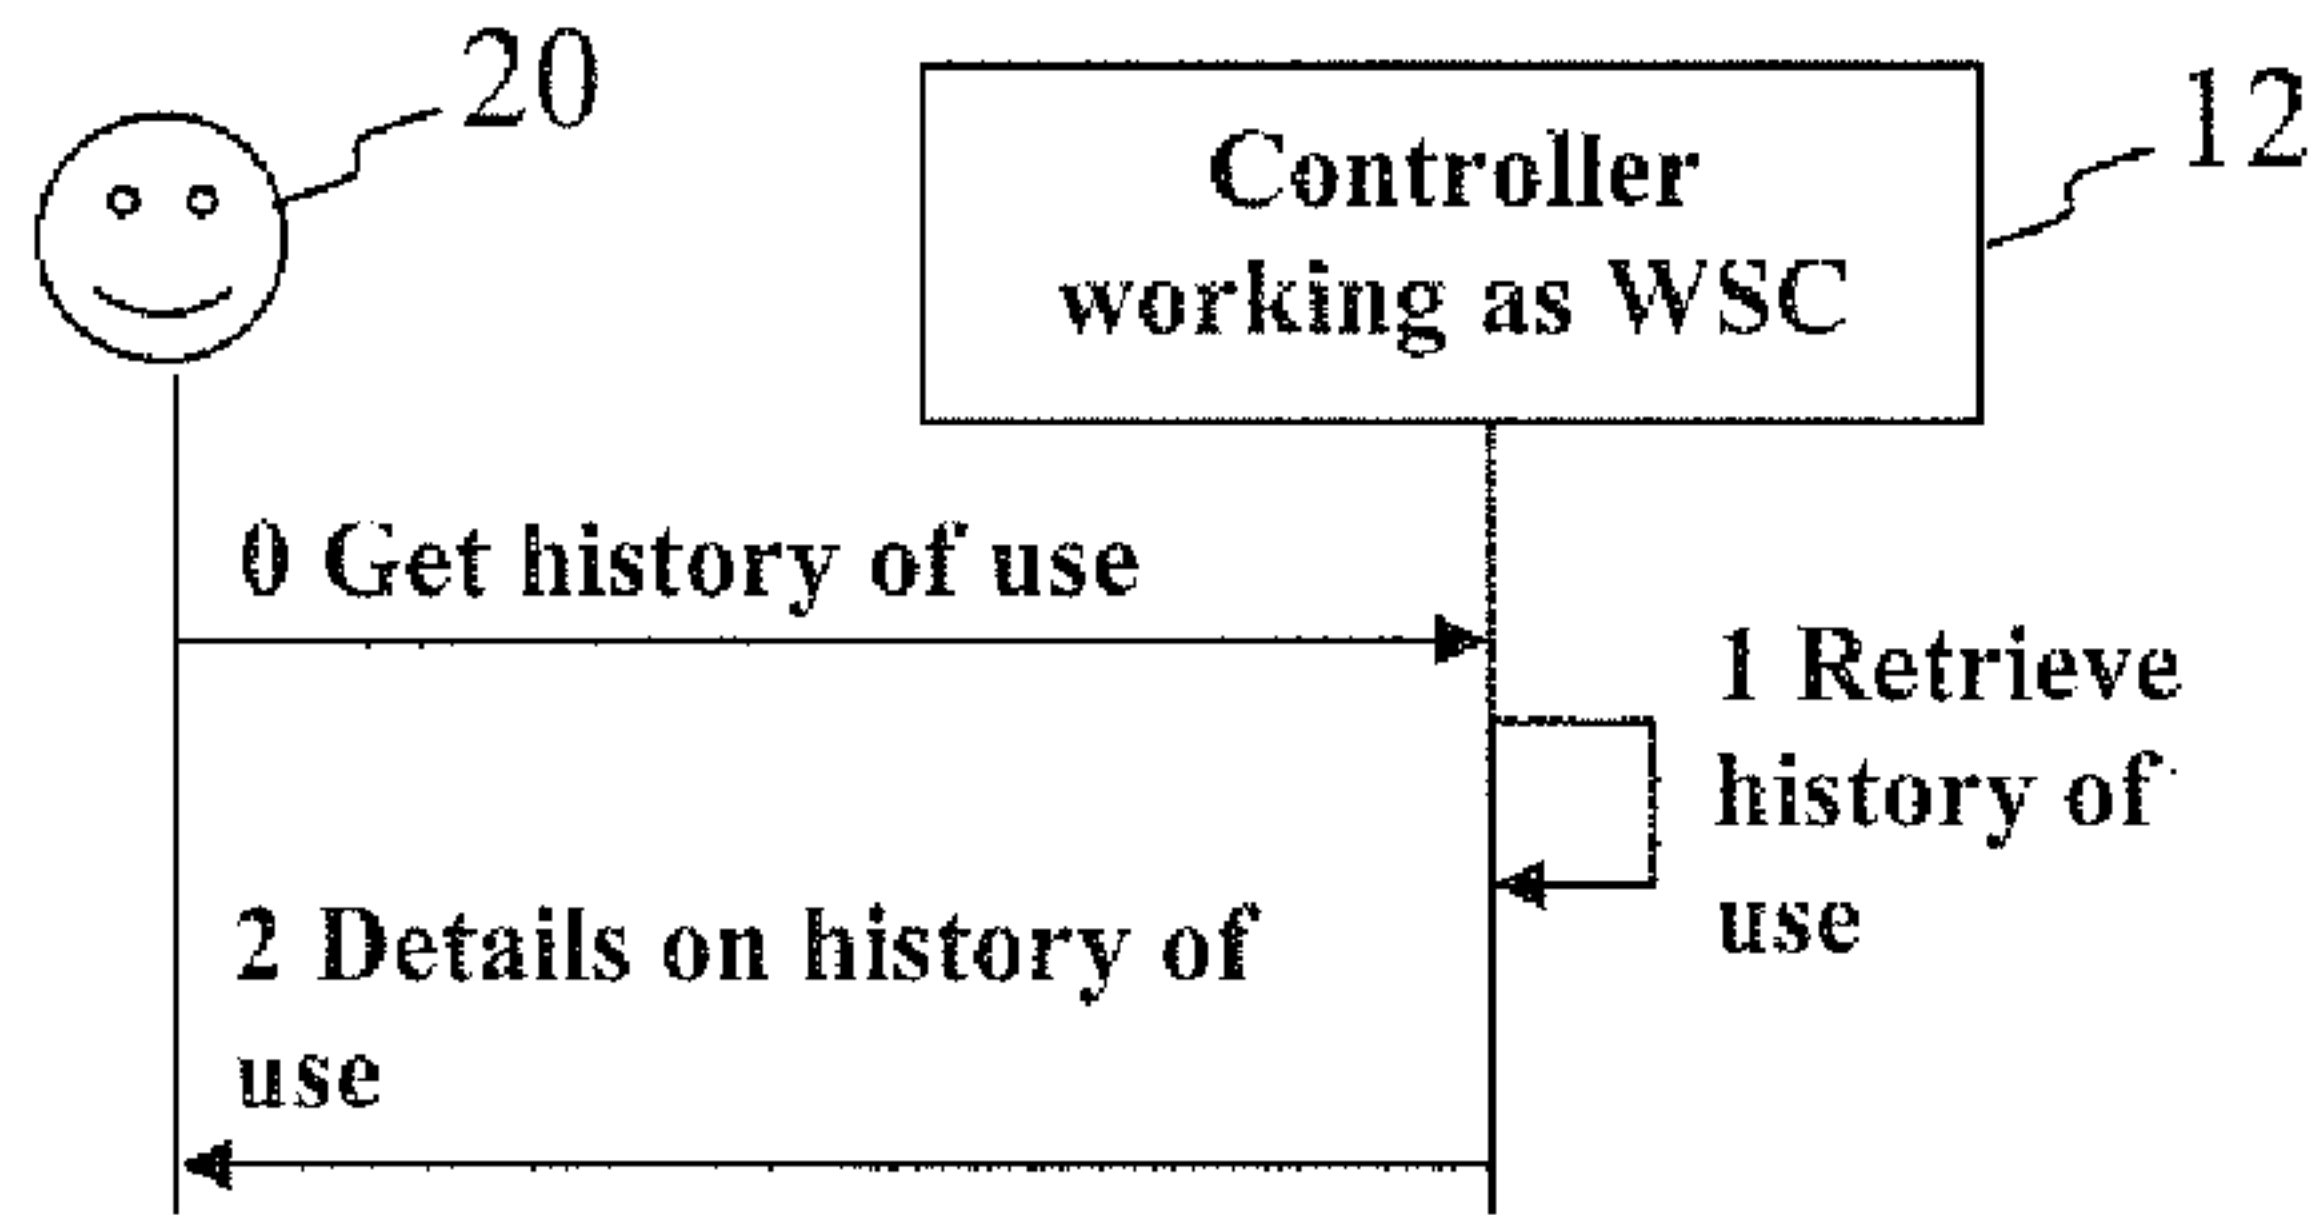 20
12
Controller
working as WSC
0 Get history of use
1 Retrieve
history of
use
2 Details on history of
use